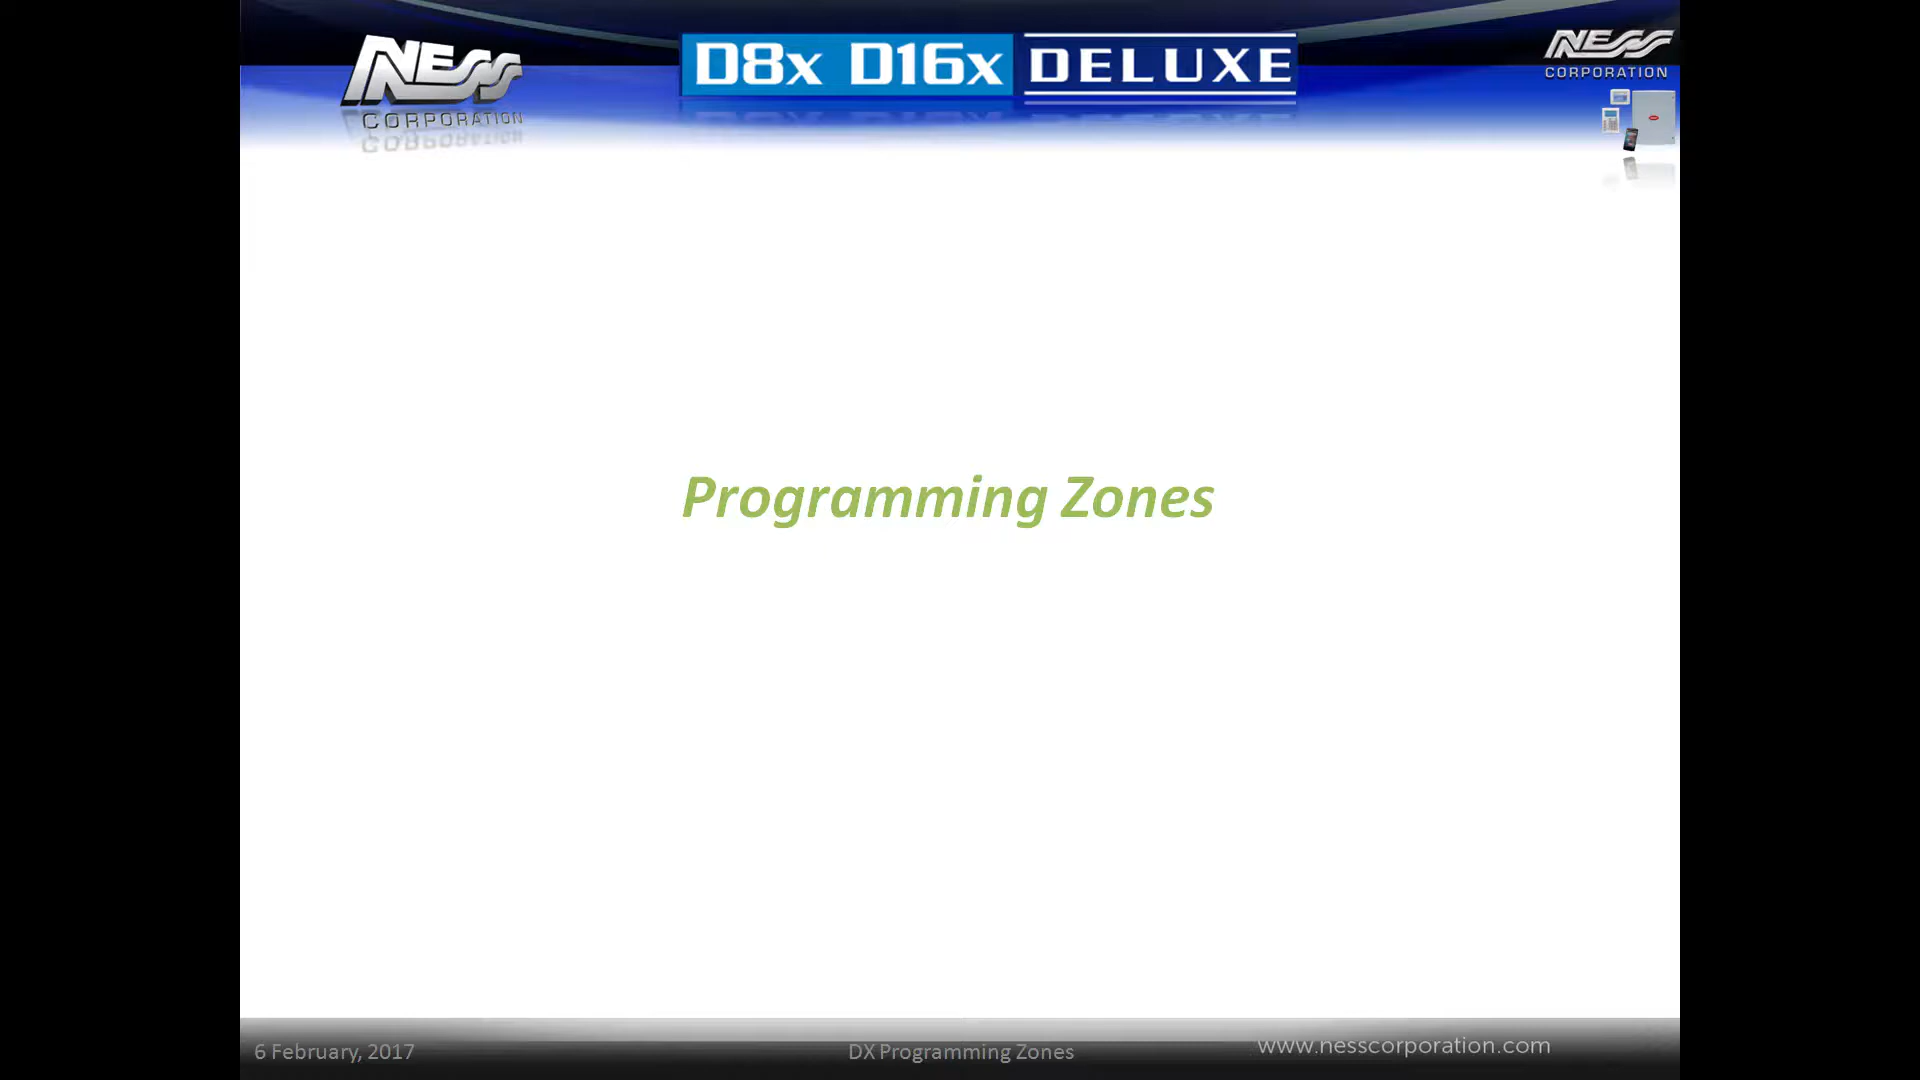 NESS
CORPORATION
D8x D16x DELUXE
NESS
CORPORATION
Programming Zones
6 February, 2017
DX Programming Zones
www.nesscorporation.com